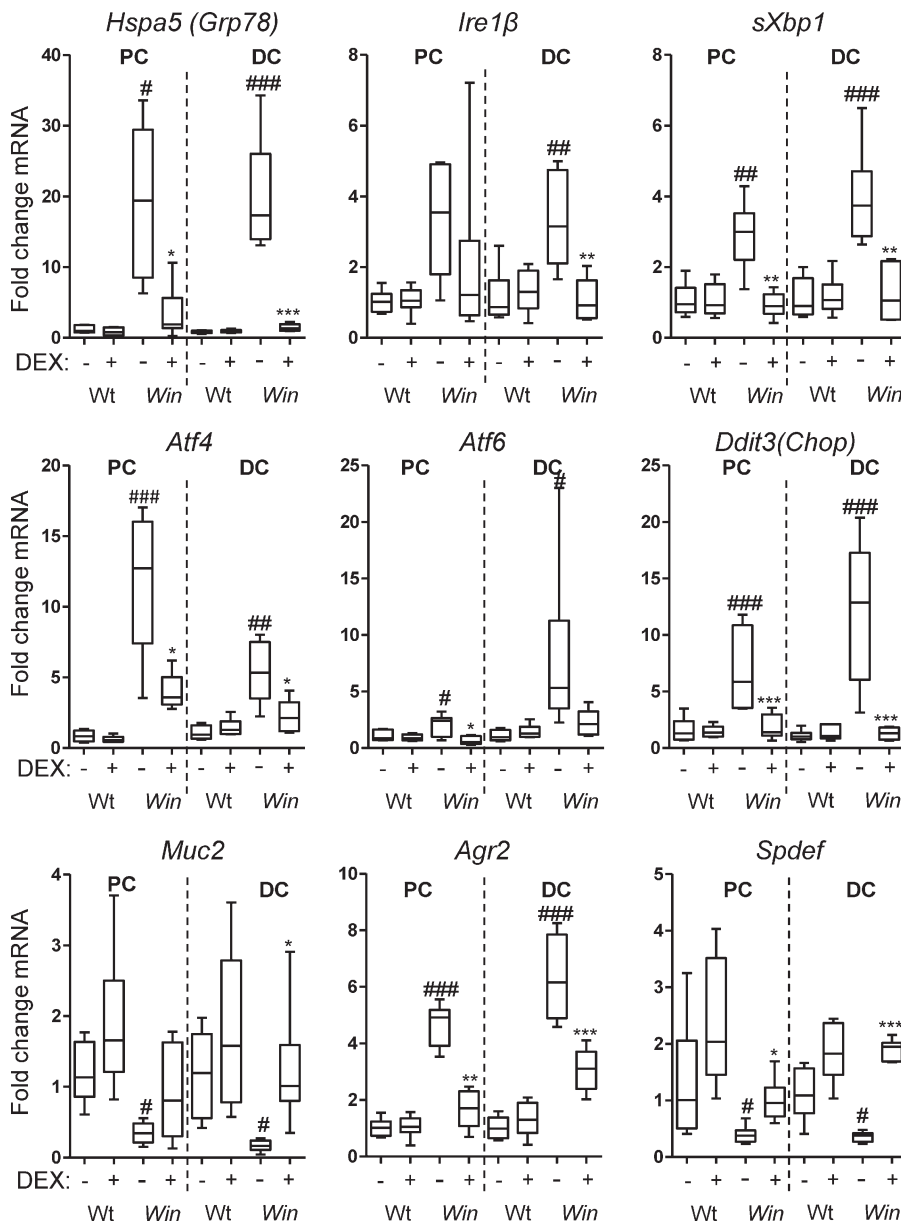 Hspa5 (Grp78) Ire1β sXbp1
PC DC PC DC PC DC
# ### ## ## ###
* *** ** ** **
Fold change mRNA
40 30 20 10 0
8 6 4 2 0
8 6 4 2 0
DEX: - + - + - + - + - + - + - + - + - + - + - + - +
Wt Win Wt Win Wt Win Wt Win Wt Win Wt Win
Atf4 Atf6 Ddit3(Chop)
PC DC PC DC PC DC
### ## # # ### ###
* * * *** ***
Fold change mRNA
20 15 10 5 0
25 20 15 10 5 0
25 20 15 10 5 0
DEX: - + - + - + - + - + - + - + - + - + - + - + - +
Wt Win Wt Win Wt Win Wt Win Wt Win Wt Win
Muc2 Agr2 Spdef
PC DC PC DC PC DC
# # ### ### # #
* ** *** * ***
Fold change mRNA
4 3 2 1 0
10 8 6 4 2 0
5 4 3 2 1 0
DEX: - + - + - + - + - + - + - + - + - + - + - + - +
Wt Win Wt Win Wt Win Wt Win Wt Win Wt Win